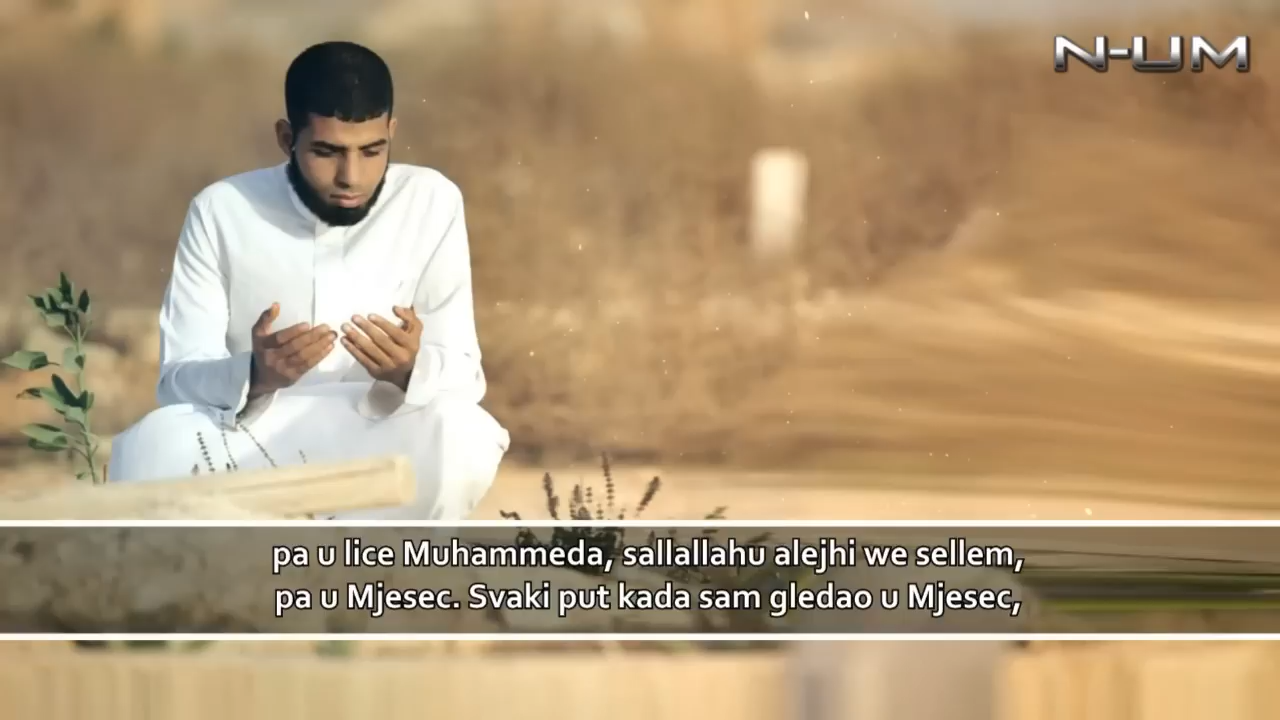 N-UM
pa u lice Muhammeda, sallallahu alejhi we sellem,
pa u Mjesec. Svaki put kada sam gledao u Mjesec,